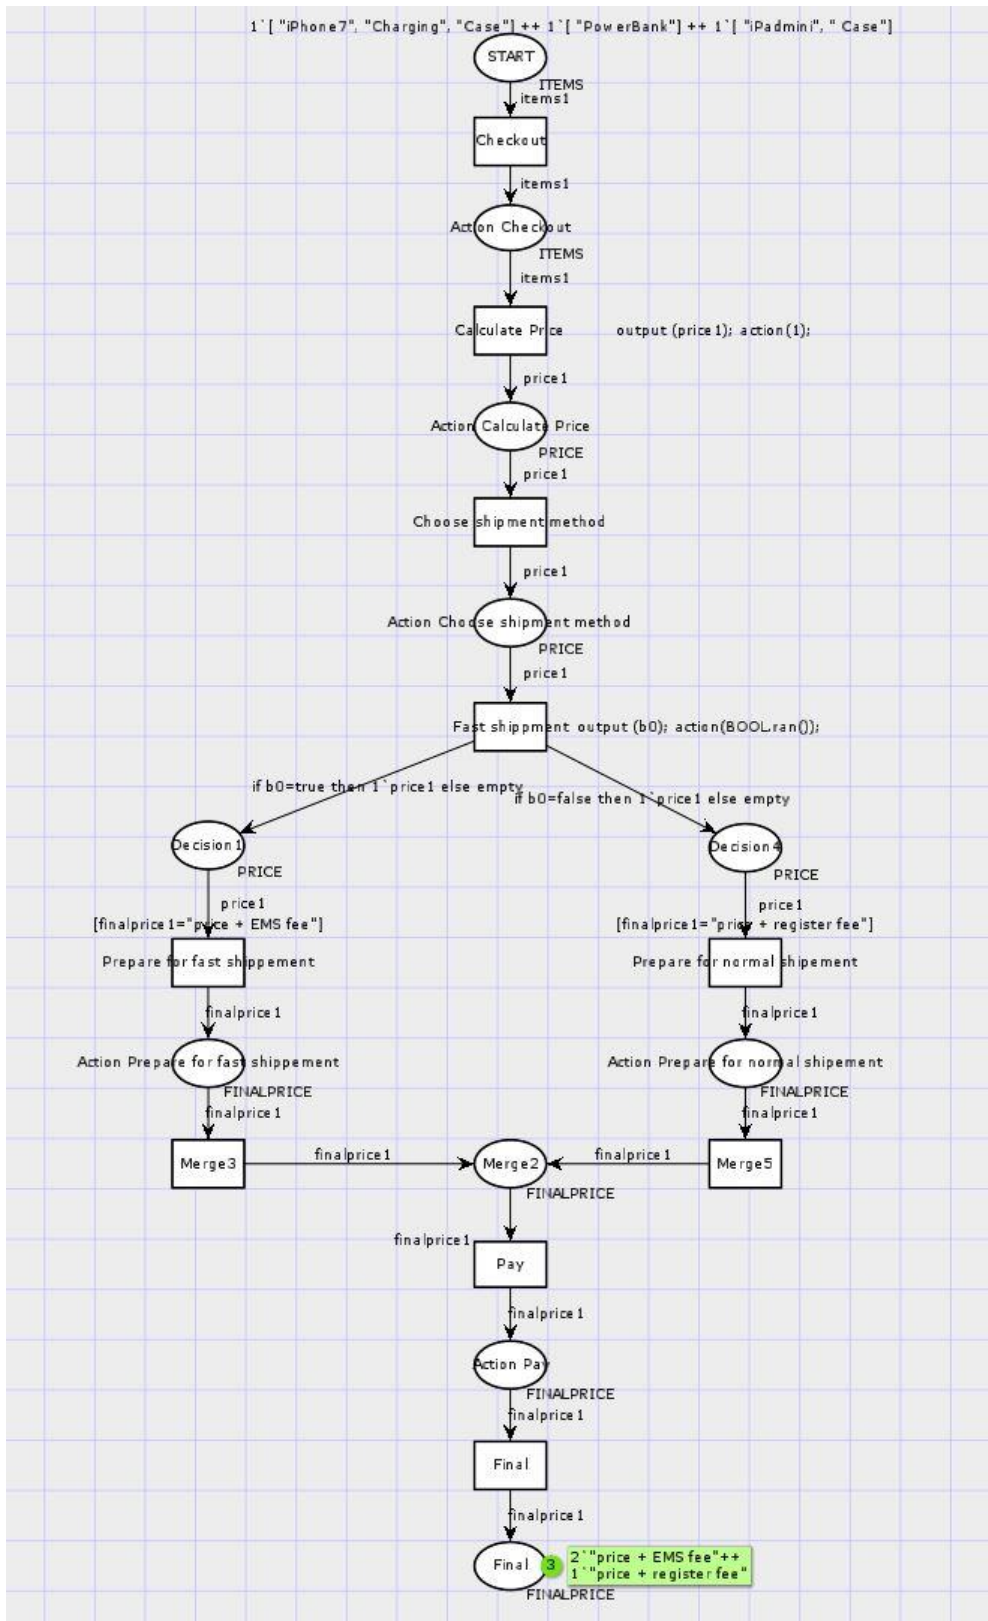 1`[ "iPhone7", "Charging", "Case"] ++ 1`[ "PowerBank"] ++ 1`[ "iPadmini", " Case"]
START
ITEMS
items1
Checkout
items1
Action Checkout
ITEMS
items1
Calculate Price output (price1); action(1);
price1
Action Calculate Price
PRICE
price1
Choose shipment method
price1
Action Choose shipment method
PRICE
price1
Fast shippment output (b0); action(BOOL.ran());
if b0=true then 1`price1 else empty
if b0=false then 1`price1 else empty
Decision1 Decision4
PRICE PRICE
price1 price1
[finalprice1="price + EMS fee"] [finalprice1="price + register fee"]
Prepare for fast shippement Prepare for normal shipement
finalprice1 finalprice1
Action Prepare for fast shippement Action Prepare for normal shipement
FINALPRICE FINALPRICE
finalprice1 finalprice1
Merge3 finalprice1 Merge2 finalprice1 Merge5
FINALPRICE
finalprice1
Pay
finalprice1
Action Pay
FINALPRICE
finalprice1
Final
finalprice1
Final 3 2`"price + EMS fee"++
1`"price + register fee"
FINALPRICE